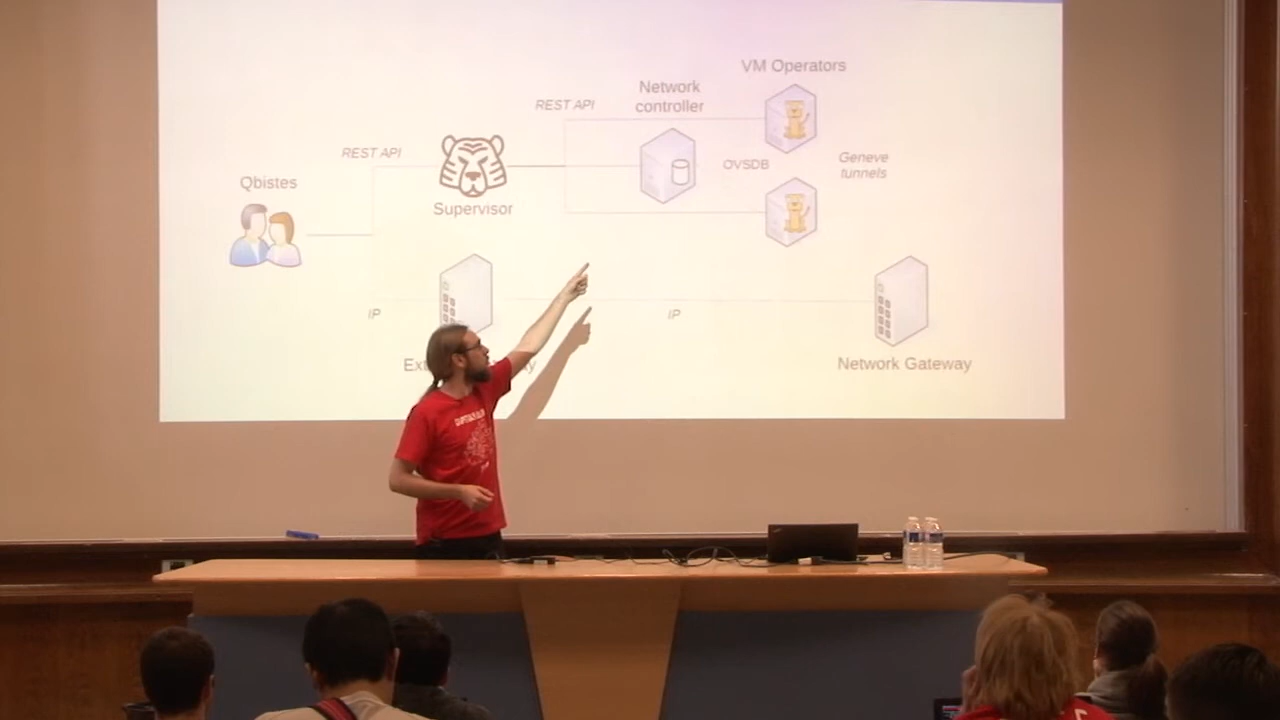 VM Operators
Network
controller
REST API
REST API
Qbistes
Supervisor
OVSDB
Geneve
tunnels
IP
IP
Network Gateway